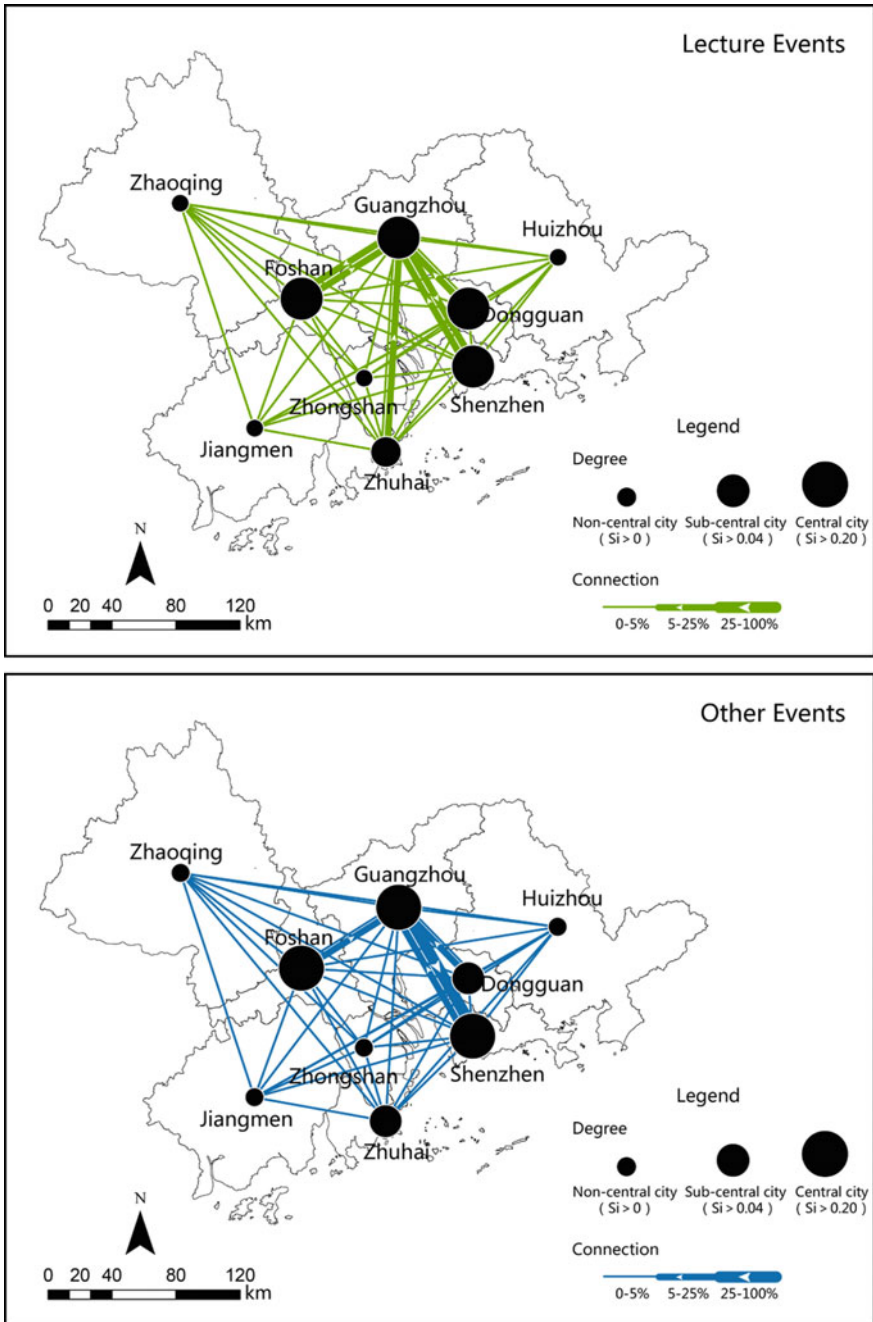 Lecture Events
Zhaoqing
Guangzhou
Huizhou
Foshan
Dongguan
Zhongshan
Shenzhen
Jiangmen
Zhuhai
Legend
Degree
Non-central city
( Si > 0 )
Sub-central city
( Si > 0.04 )
Central city
( Si > 0.20 )
Connection
0-5% 5-25% 25-100%
N
0 20 40 80 120
km
Other Events
Zhaoqing
Guangzhou
Huizhou
Foshan
Dongguan
Zhongshan
Shenzhen
Jiangmen
Zhuhai
Legend
Degree
Non-central city
( Si > 0 )
Sub-central city
( Si > 0.04 )
Central city
( Si > 0.20 )
Connection
0-5% 5-25% 25-100%
N
0 20 40 80 120
km